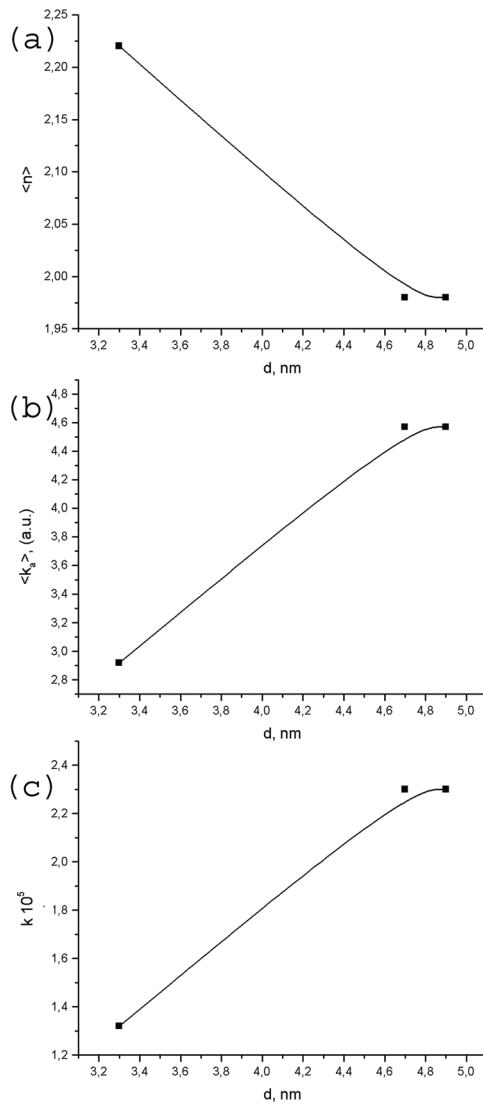 (a)
2,25
2,20
2,15
2,10
2,05
2,00
1,95
<n>
3,2 3,4 3,6 3,8 4,0 4,2 4,4 4,6 4,8 5,0
d, nm
(b)
4,8
4,6
4,4
4,2
4,0
3,8
3,6
3,4
3,2
3,0
2,8
<kₐ>, (a.u.)
3,2 3,4 3,6 3,8 4,0 4,2 4,4 4,6 4,8 5,0
d, nm
(c)
2,4
2,2
2,0
1,8
1,6
1,4
1,2
k 10⁵
3,2 3,4 3,6 3,8 4,0 4,2 4,4 4,6 4,8 5,0
d, nm